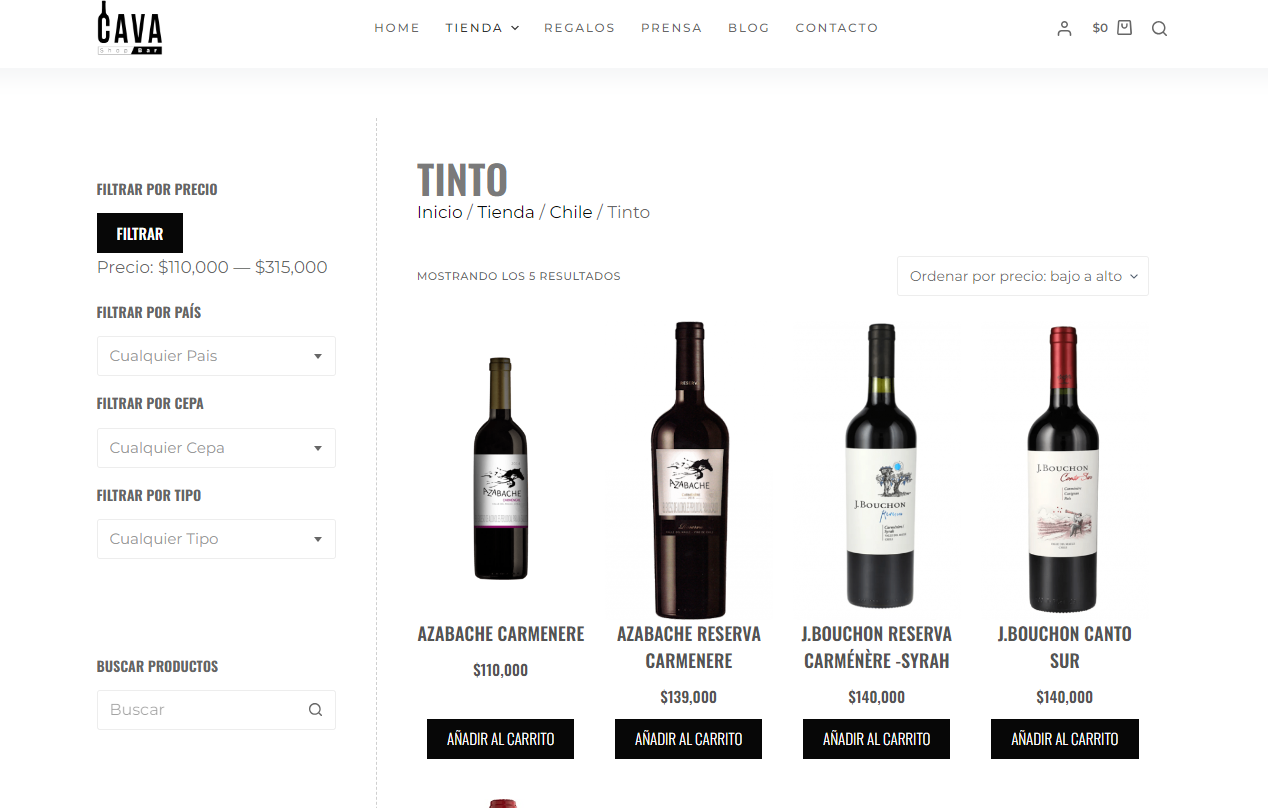 CAVA
Shop Bar
HOME
TIENDA
REGALOS
PRENSA
BLOG
CONTACTO
$0
FILTRAR POR PRECIO
FILTRAR
Precio: $110,000 — $315,000
FILTRAR POR PAÍS
Cualquier Pais
FILTRAR POR CEPA
Cualquier Cepa
FILTRAR POR TIPO
Cualquier Tipo
BUSCAR PRODUCTOS
Buscar
TINTO
Inicio / Tienda / Chile / Tinto
MOSTRANDO LOS 5 RESULTADOS
Ordenar por precio: bajo a alto
AZABACHE
AZABACHE CARMENERE
$110,000
AÑADIR AL CARRITO
RESERVA
AZABACHE
AZABACHE RESERVA
CARMENERE
$139,000
AÑADIR AL CARRITO
J.BOUCHON
Reserva
J.BOUCHON RESERVA
CARMÉNÈRE -SYRAH
$140,000
AÑADIR AL CARRITO
J.BOUCHON
Canto Sur
J.BOUCHON CANTO
SUR
$140,000
AÑADIR AL CARRITO